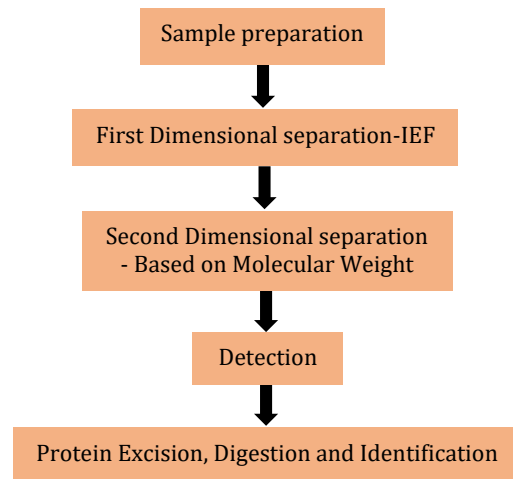 Sample preparation
First Dimensional separation-IEF
Second Dimensional separation
- Based on Molecular Weight
Detection
Protein Excision, Digestion and Identification